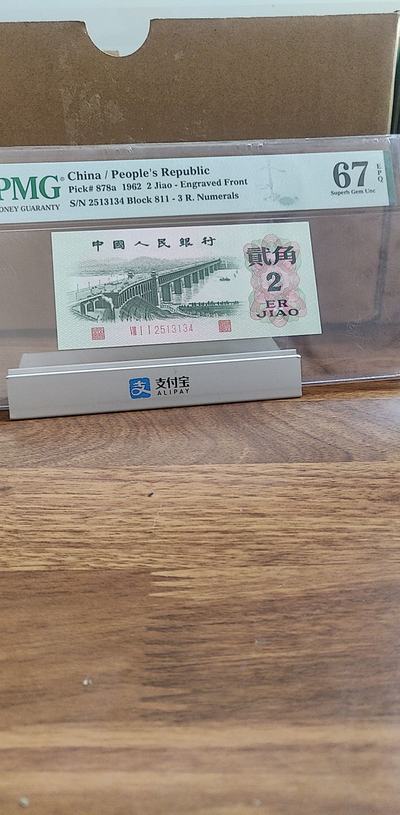 PMG China / People's Republic
MONEY GUARANTY Pick# 878a 1962 2 Jiao - Engraved Front
S/N 2513134 Block 811 - 3 R. Numerals
67 EPQ
Superb Gem Unc
中國人民銀行
貳角
2
ER
JIAO
VIII I I 2513134
支付宝
ALIPAY